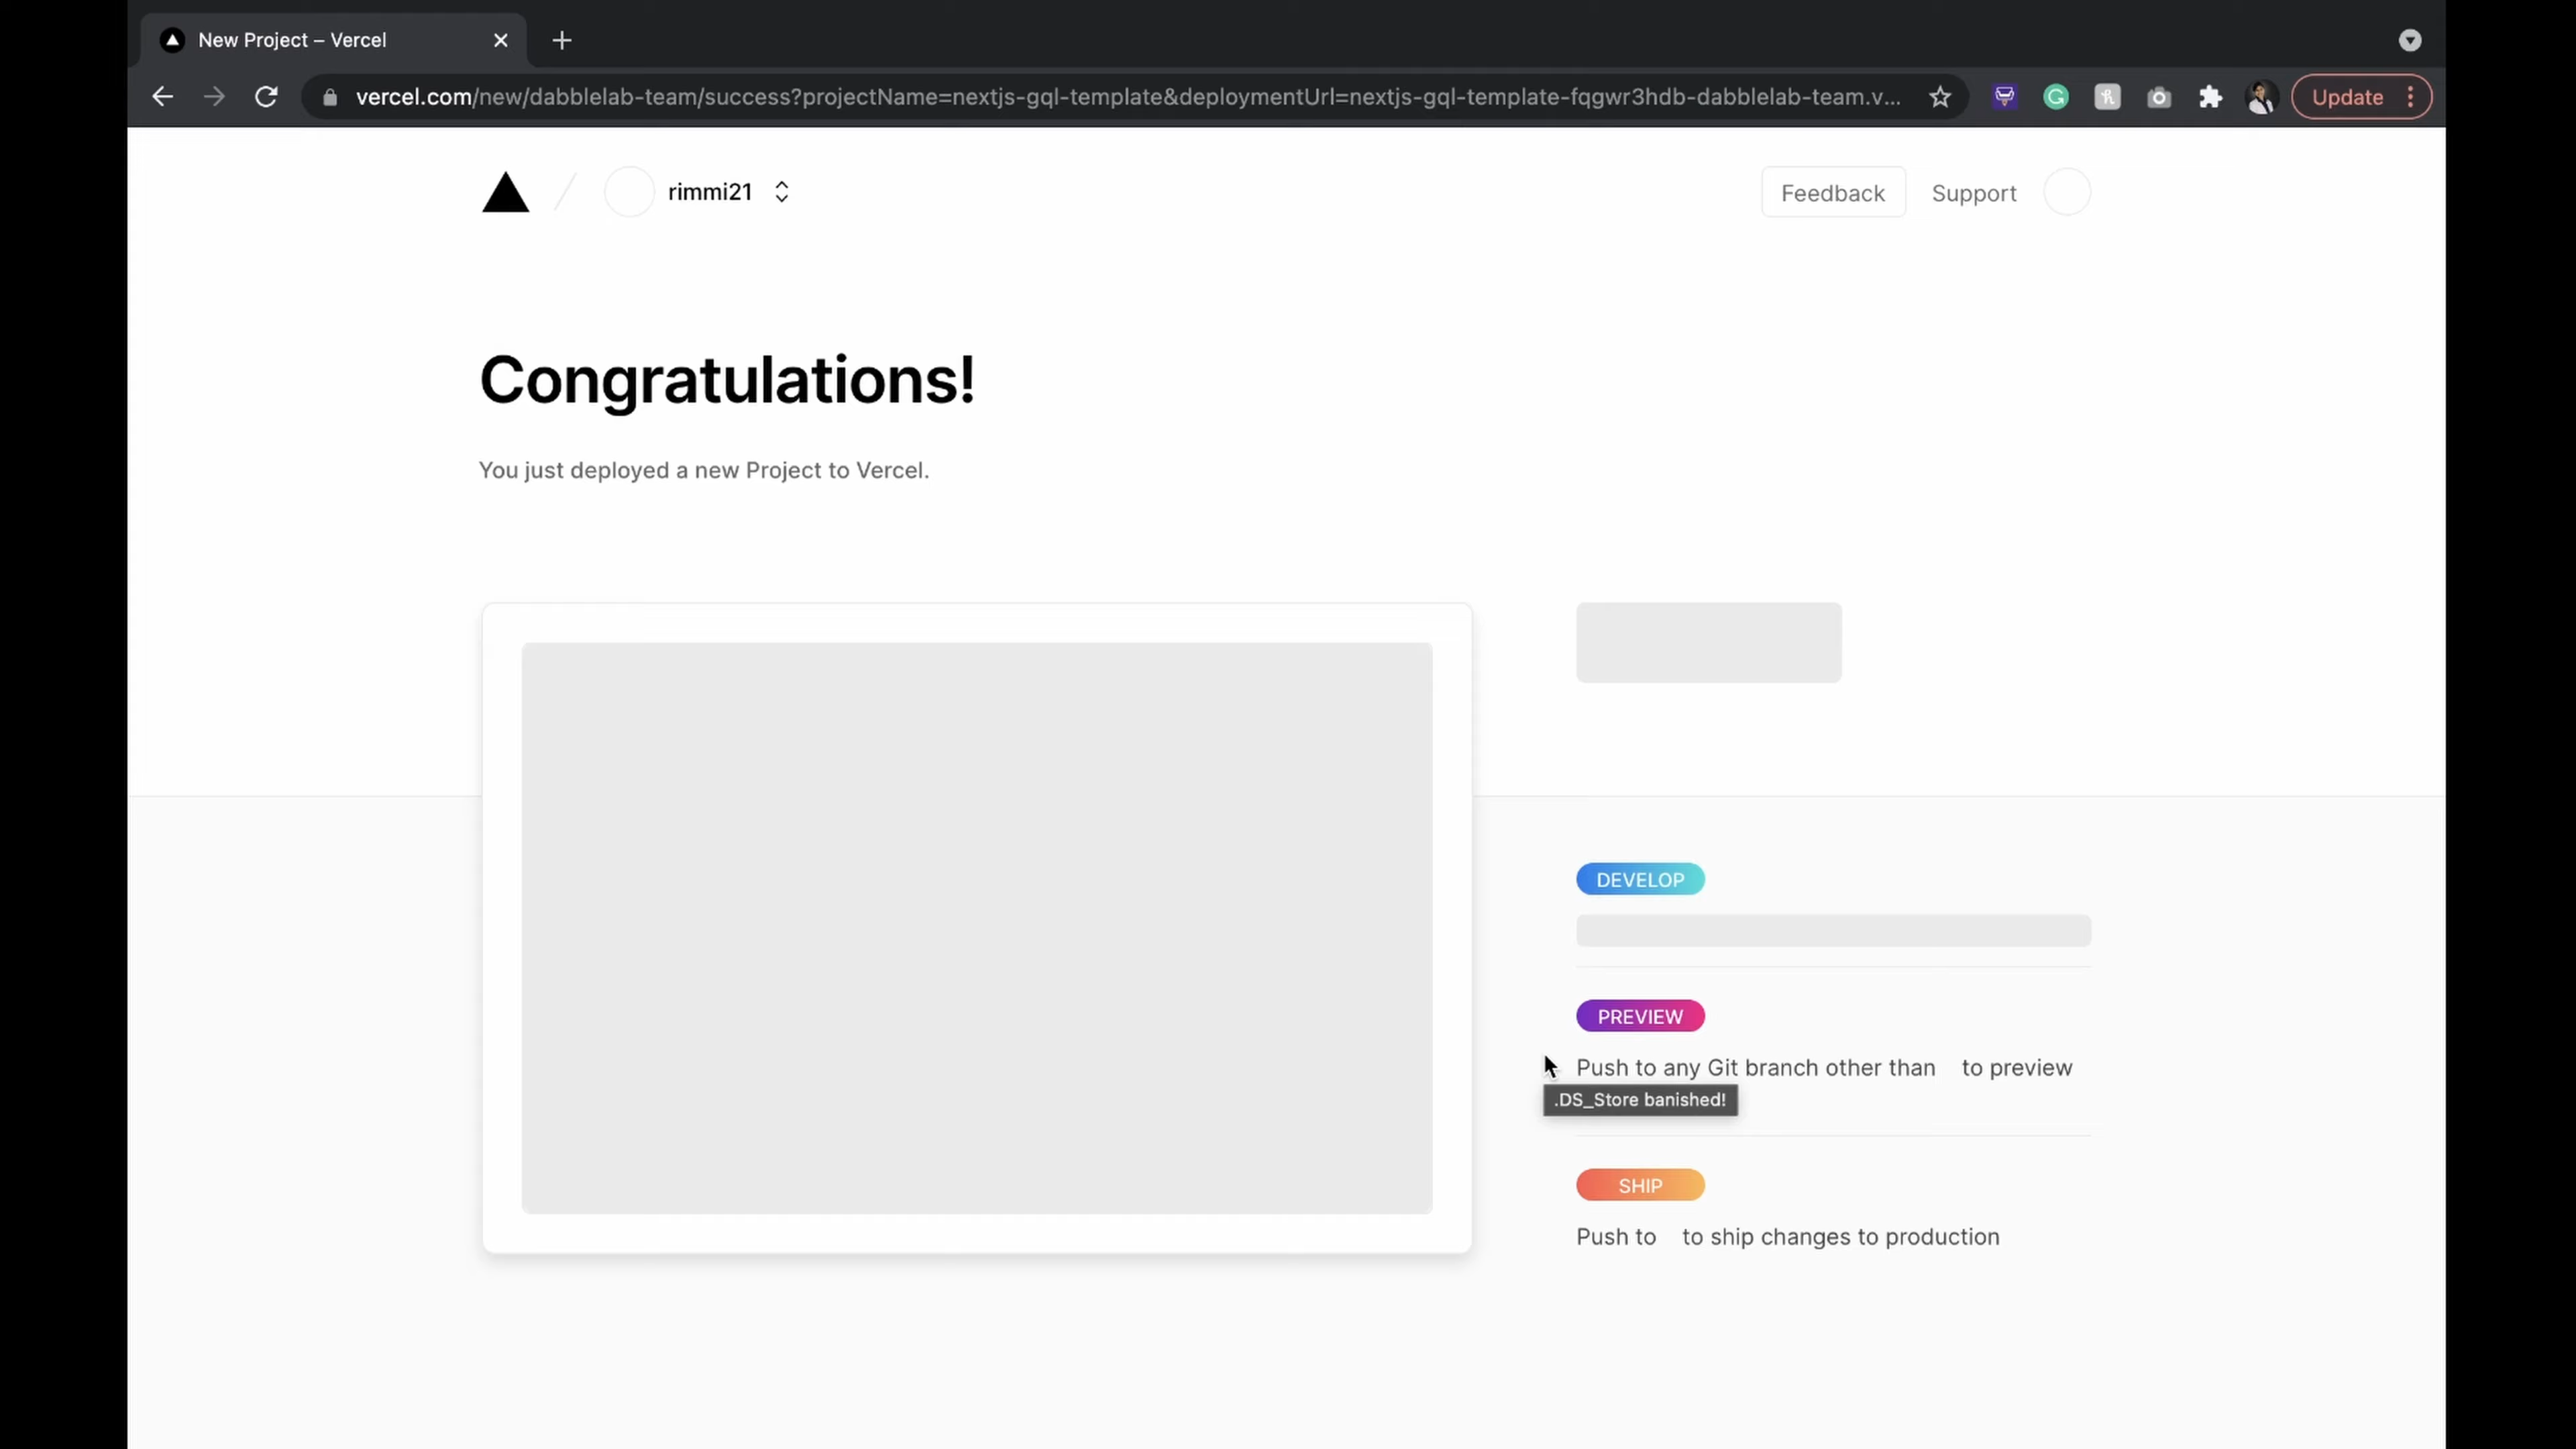 New Project – Vercel
vercel.com/new/dabblelab-team/success?projectName=nextjs-gql-template&deploymentUrl=nextjs-gql-template-fqgwr3hdb-dabblelab-team.v...
Update
rimmi21
Feedback
Support
Congratulations!
You just deployed a new Project to Vercel.
DEVELOP
PREVIEW
Push to any Git branch other than to preview
.DS_Store banished!
SHIP
Push to to ship changes to production